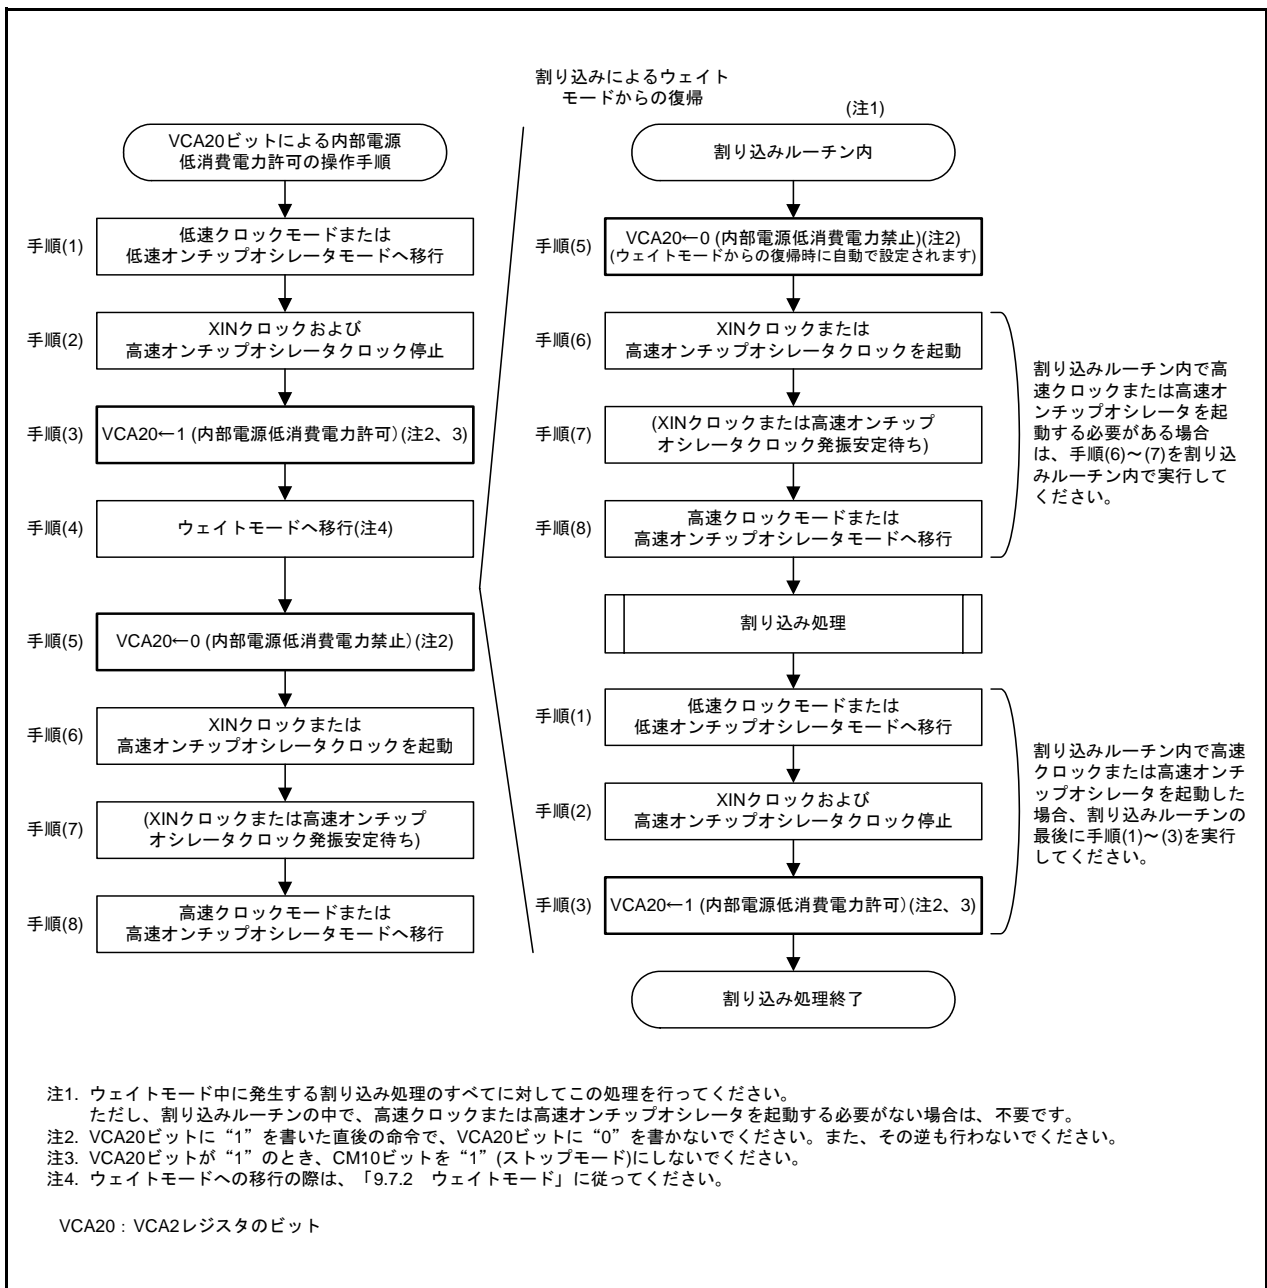 VCA20ビットによる内部電源
低消費電力許可の操作手順
手順(1)
低速クロックモードまたは
低速オンチップオシレータモードへ移行
手順(2)
XINクロックおよび
高速オンチップオシレータクロック停止
手順(3)
VCA20←1 (内部電源低消費電力許可)(注2、3)
手順(4)
ウェイトモードへ移行(注4)
手順(5)
VCA20←0 (内部電源低消費電力禁止)(注2)
手順(6)
XINクロックまたは
高速オンチップオシレータクロックを起動
手順(7)
(XINクロックまたは高速オンチップ
オシレータクロック発振安定待ち)
手順(8)
高速クロックモードまたは
高速オンチップオシレータモードへ移行
割り込みによるウェイト
モードからの復帰
(注1)
割り込みルーチン内
手順(5)
VCA20←0 (内部電源低消費電力禁止)(注2)
(ウェイトモードからの復帰時に自動で設定されます)
手順(6)
XINクロックまたは
高速オンチップオシレータクロックを起動
手順(7)
(XINクロックまたは高速オンチップ
オシレータクロック発振安定待ち)
手順(8)
高速クロックモードまたは
高速オンチップオシレータモードへ移行
割り込みルーチン内で高
速クロックまたは高速オ
ンチップオシレータを起
動する必要がある場合
は、手順(6)～(7)を割り込
みルーチン内で実行して
ください。
割り込み処理
手順(1)
低速クロックモードまたは
低速オンチップオシレータモードへ移行
手順(2)
XINクロックおよび
高速オンチップオシレータクロック停止
手順(3)
VCA20←1 (内部電源低消費電力許可)(注2、3)
割り込みルーチン内で高速
クロックまたは高速オンチ
ップオシレータを起動した
場合、割り込みルーチンの
最後に手順(1)～(3)を実行
してください。
割り込み処理終了
注1. ウェイトモード中に発生する割り込み処理のすべてに対してこの処理を行ってください。
ただし、割り込みルーチンの中で、高速クロックまたは高速オンチップオシレータを起動する必要がない場合は、不要です。
注2. VCA20ビットに“1”を書いた直後の命令で、VCA20ビットに“0”を書かないでください。また、その逆も行わないでください。
注3. VCA20ビットが“1”のとき、CM10ビットを“1”(ストップモード)にしないでください。
注4. ウェイトモードへの移行の際は、「9.7.2 ウェイトモード」に従ってください。
VCA20：VCA2レジスタのビット